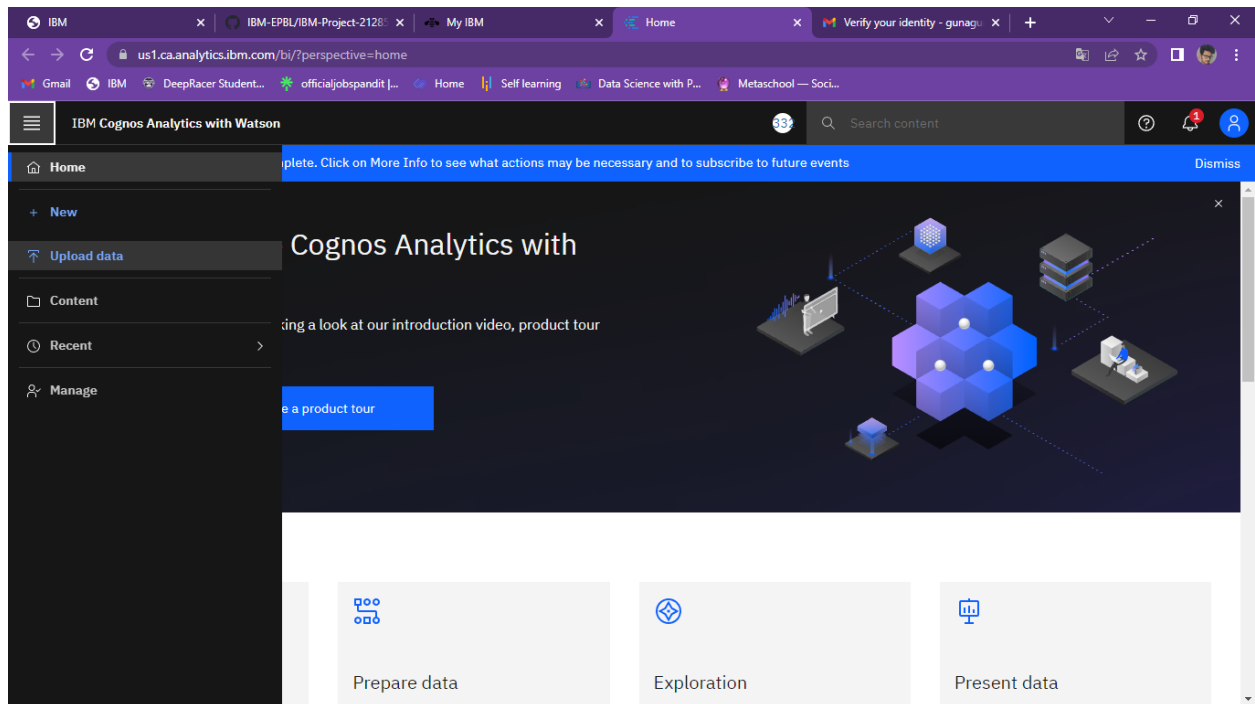 IBM
IBM-EPBL/IBM-Project-2128
My IBM
Home
Verify your identity - gunagu
us1.ca.analytics.ibm.com/bi/?perspective=home
Gmail
IBM
DeepRacer Student...
officialjobspandit |...
Home
Self learning
Data Science with P...
Metaschool — Soci...
IBM Cognos Analytics with Watson
332
Search content
1
Home
plete. Click on More Info to see what actions may be necessary and to subscribe to future events
Dismiss
+ New
Upload data
Content
Recent
Manage
Cognos Analytics with
king a look at our introduction video, product tour
e a product tour
Prepare data
Exploration
Present data